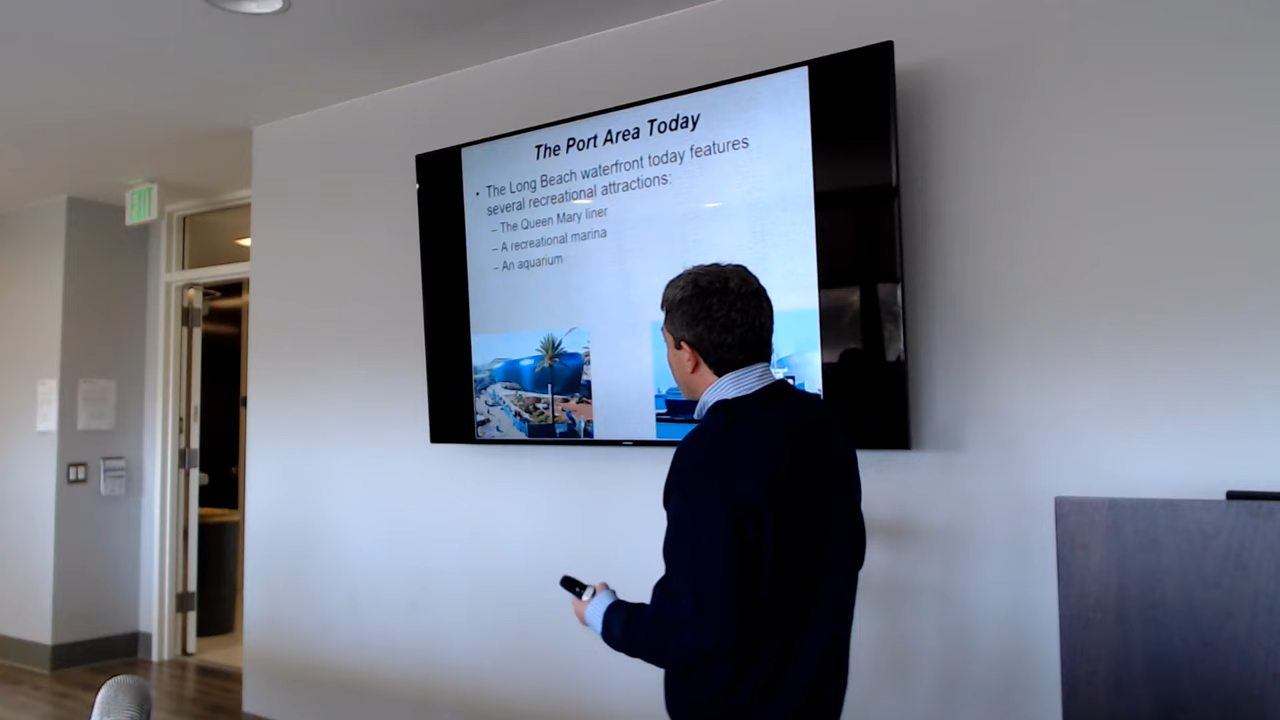 The Port Area Today
• The Long Beach waterfront today features
several recreational attractions:
– The Queen Mary liner
– A recreational marina
– An aquarium
EXIT